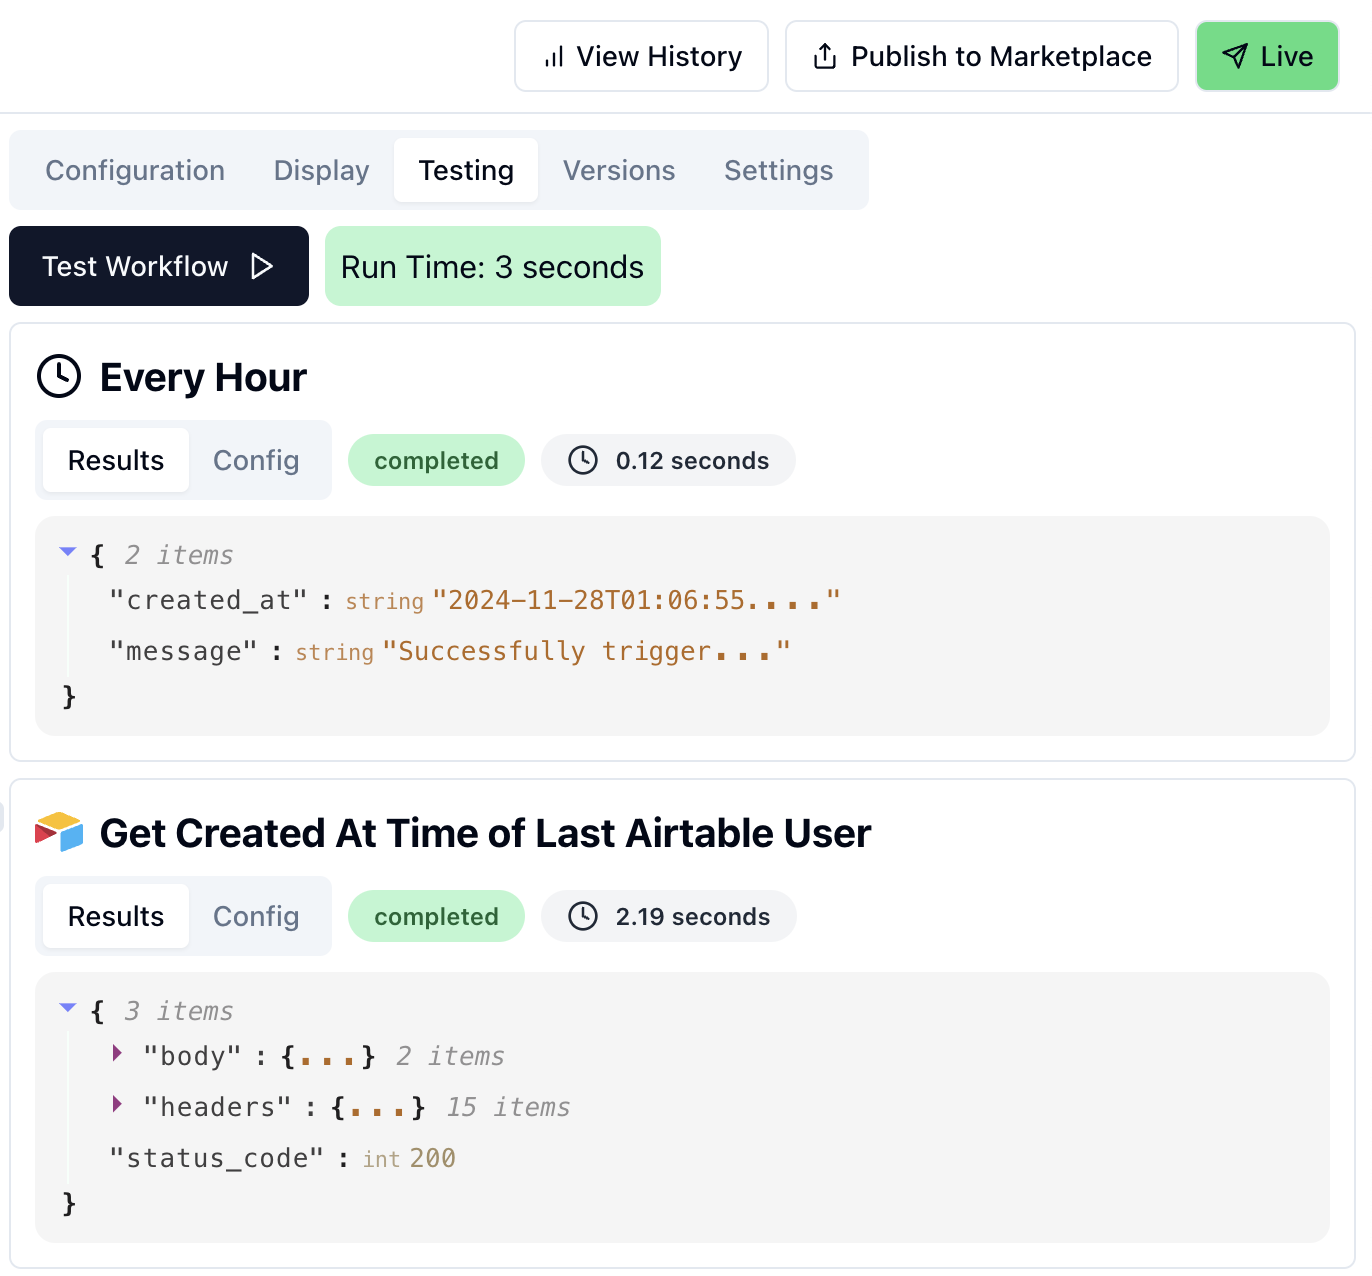 View History Publish to Marketplace Live
Configuration Display Testing Versions Settings
Test Workflow Run Time: 3 seconds
Every Hour
Results Config completed 0.12 seconds
{ 2 items
"created_at" : string "2024-11-28T01:06:55...."
"message" : string "Successfully trigger..."
}
Get Created At Time of Last Airtable User
Results Config completed 2.19 seconds
{ 3 items
"body" : {...} 2 items
"headers" : {...} 15 items
"status_code" : int 200
}